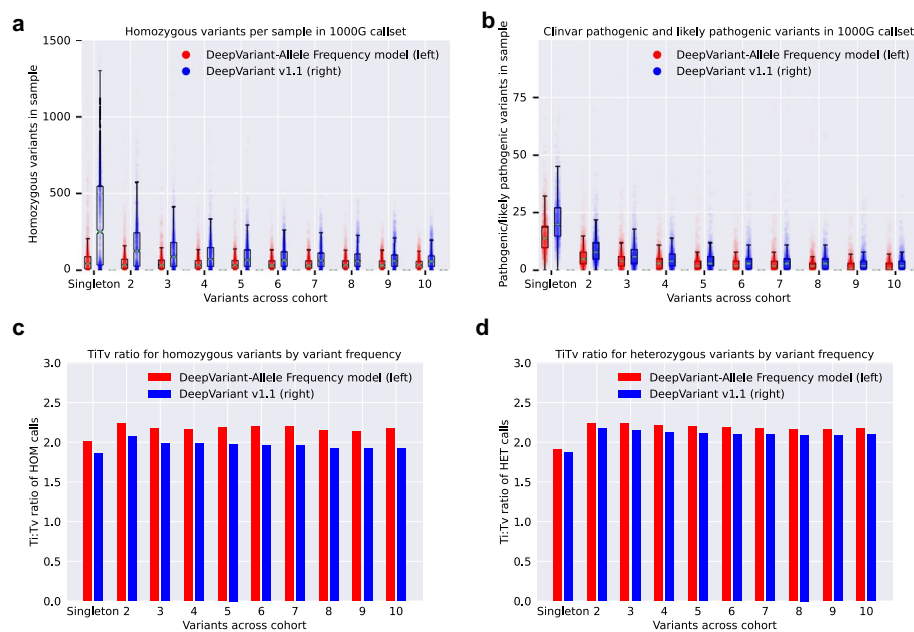 a
Homozygous variants per sample in 1000G callset
DeepVariant-Allele Frequency model (left)
DeepVariant v1.1 (right)
Homozygous variants in sample
1500
1000
500
0
Singleton 2 3 4 5 6 7 8 9 10
Variants across cohort
b
Clinvar pathogenic and likely pathogenic variants in 1000G callset
DeepVariant-Allele Frequency model (left)
DeepVariant v1.1 (right)
Pathogenic/likely pathogenic variants in sample
75
50
25
0
Singleton 2 3 4 5 6 7 8 9 10
Variants across cohort
c
TiTv ratio for homozygous variants by variant frequency
DeepVariant-Allele Frequency model (left)
DeepVariant v1.1 (right)
Ti:Tv ratio of HOM calls
3.0
2.5
2.0
1.5
1.0
0.5
0.0
Singleton 2 3 4 5 6 7 8 9 10
Variants across cohort
d
TiTv ratio for heterozygous variants by variant frequency
DeepVariant-Allele Frequency model (left)
DeepVariant v1.1 (right)
Ti:Tv ratio of HET calls
3.0
2.5
2.0
1.5
1.0
0.5
0.0
Singleton 2 3 4 5 6 7 8 9 10
Variants across cohort